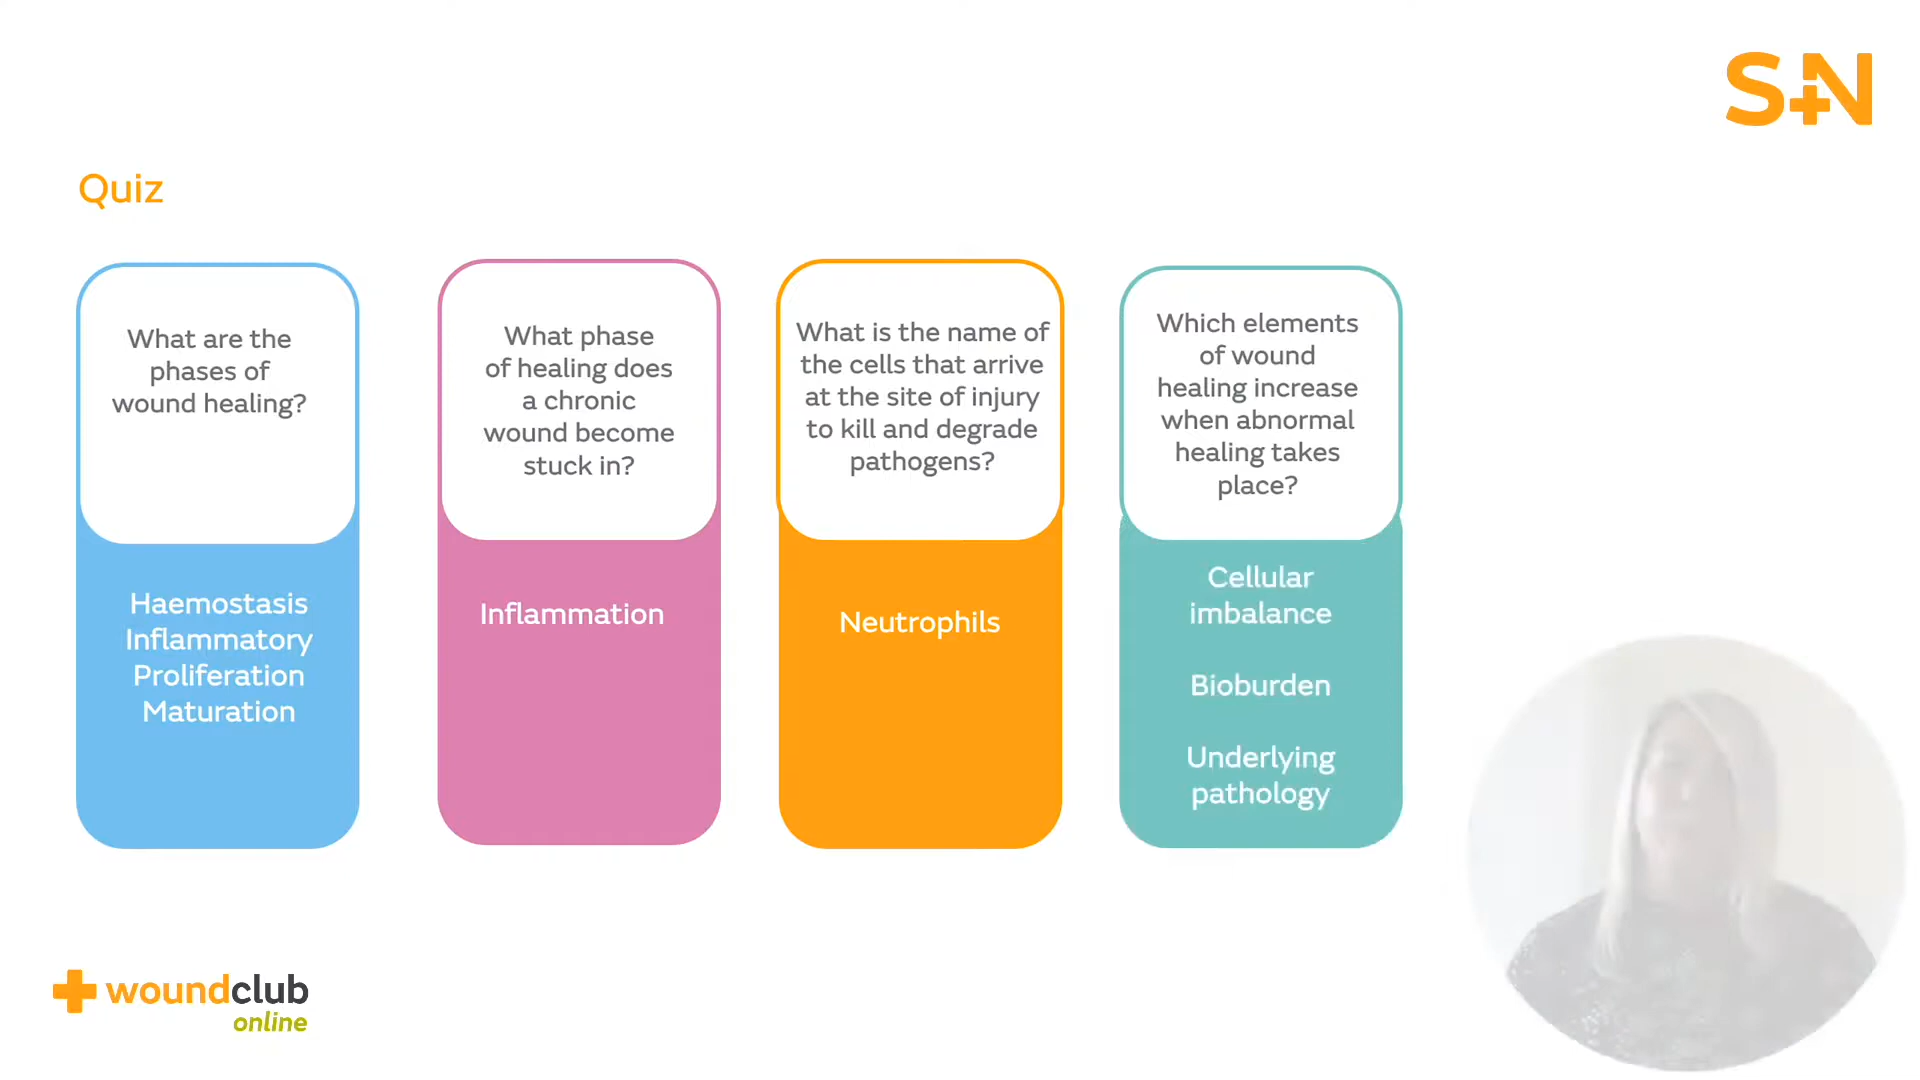 S+N
Quiz
What are the
phases of
wound healing?
Haemostasis
Inflammatory
Proliferation
Maturation
What phase
of healing does
a chronic
wound become
stuck in?
Inflammation
What is the name of
the cells that arrive
at the site of injury
to kill and degrade
pathogens?
Neutrophils
Which elements
of wound
healing increase
when abnormal
healing takes
place?
Cellular
imbalance
Bioburden
Underlying
pathology
woundclub
online